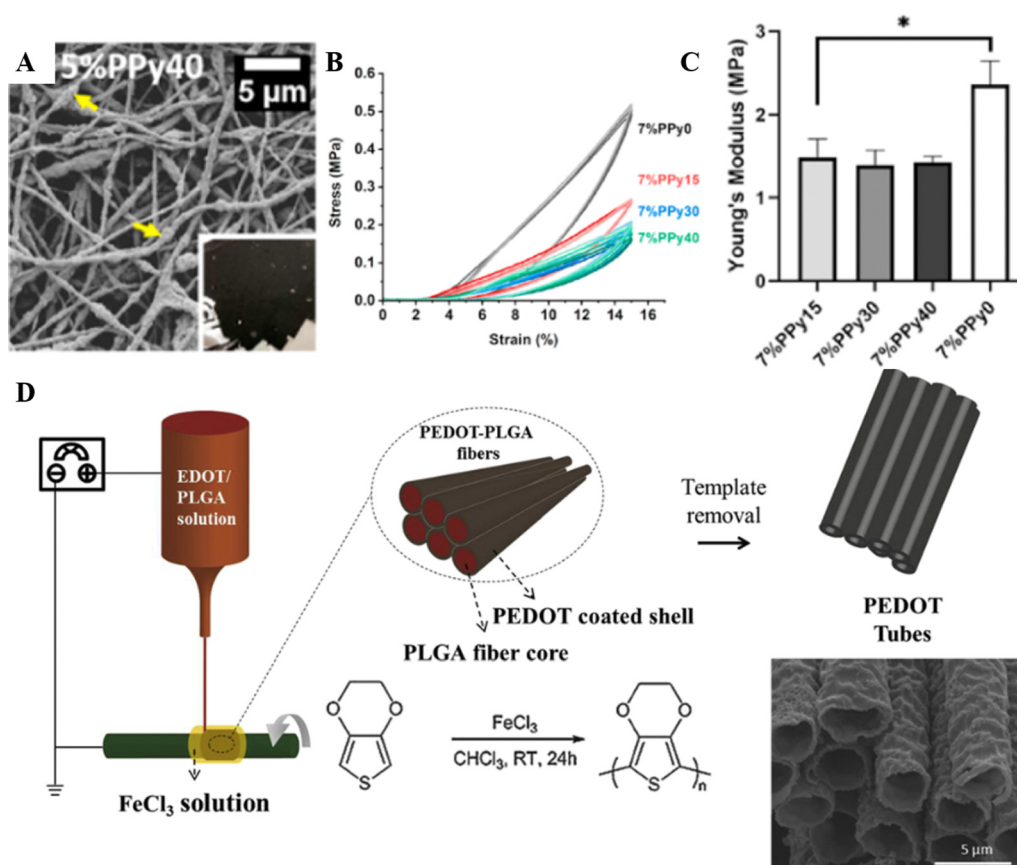 A
5%PPy40
5 µm
B
Stress (MPa)
0.6
0.5
0.4
0.3
0.2
0.1
0.0
0 2 4 6 8 10 12 14 16
Strain (%)
7%PPy0
7%PPy15
7%PPy30
7%PPy40
C
Young's Modulus (MPa)
3
2
1
0
*
7%PPy15
7%PPy30
7%PPy40
7%PPy0
D
EDOT/
PLGA
solution
FeCl₃ solution
PEDOT-PLGA
fibers
PEDOT coated shell
PLGA fiber core
O O
S
FeCl₃
CHCl₃, RT, 24h
O O
S
n
Template
removal
PEDOT
Tubes
5 µm